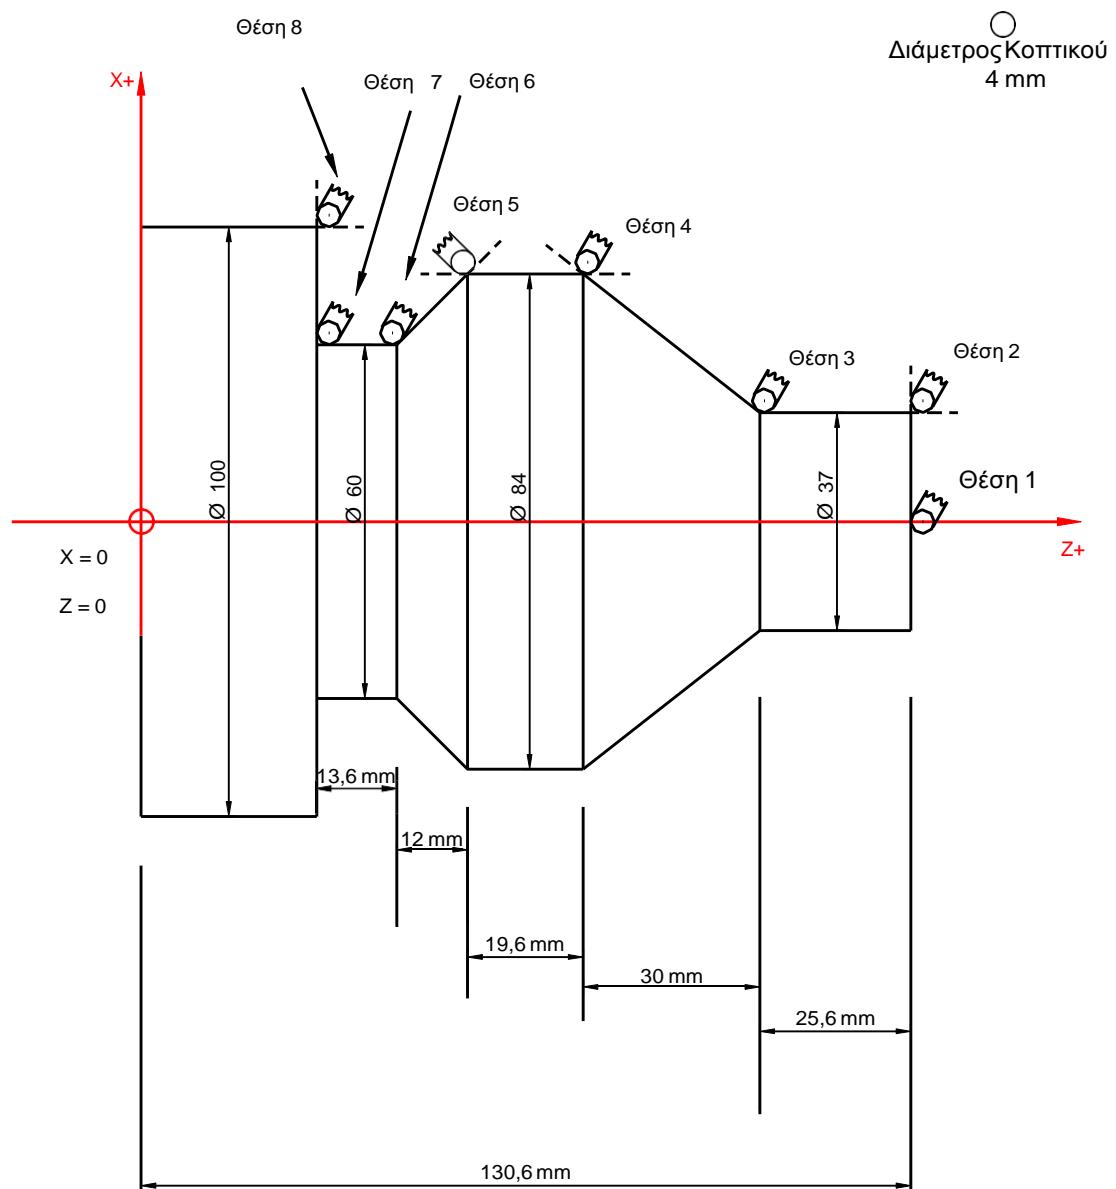 Θέση 8
Διάμετρος Κοπτικού
4 mm
X+
Θέση 7
Θέση 6
Θέση 5
Θέση 4
Θέση 3
Θέση 2
Θέση 1
Ø 100
Ø 60
Ø 84
Ø 37
X = 0
Z = 0
Z+
13,6 mm
12 mm
19,6 mm
30 mm
25,6 mm
130,6 mm